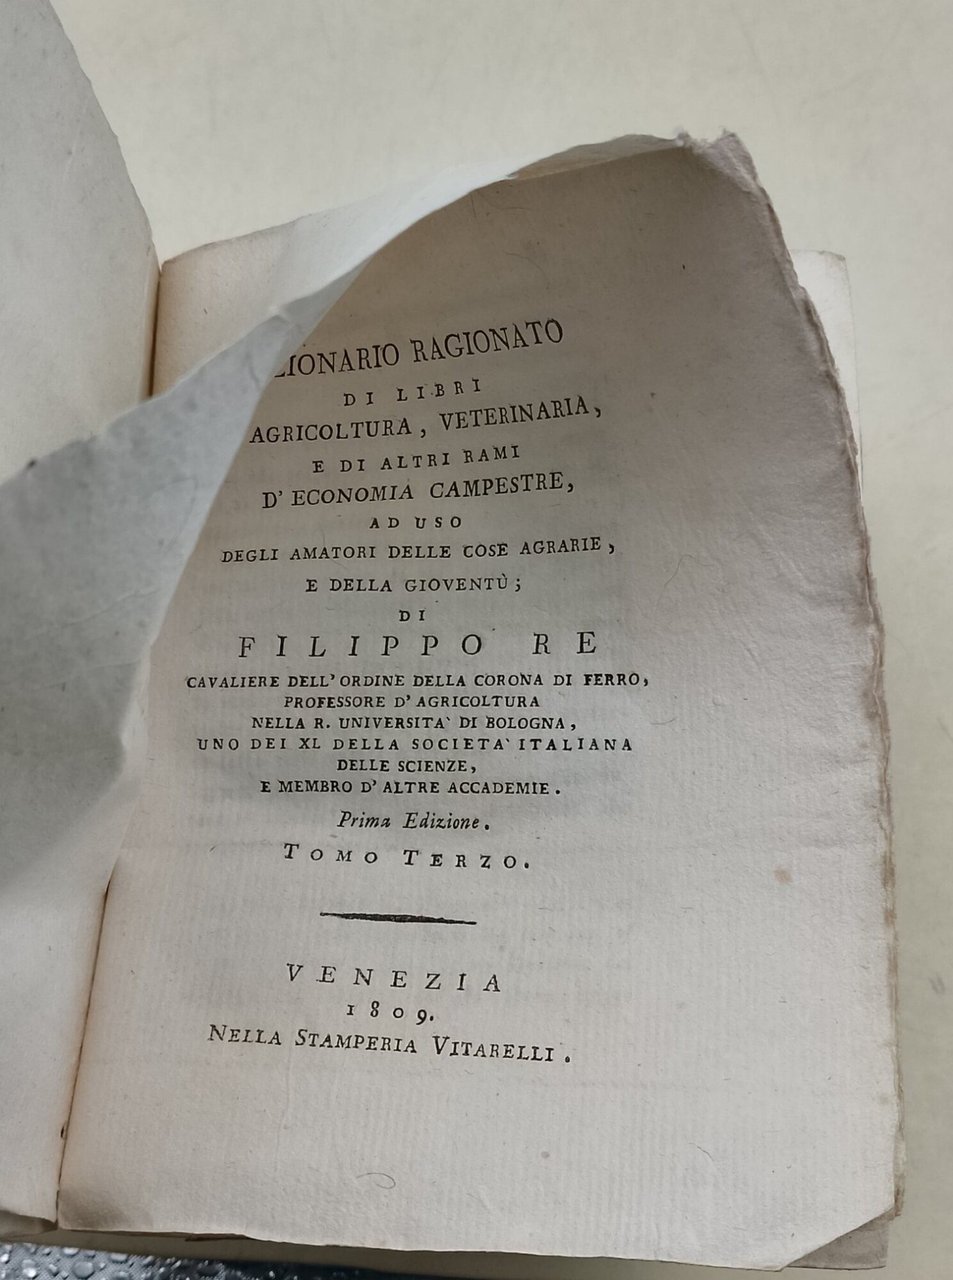 ZIONARIO RAGIONATO
DI LIBRI
AGRICOLTURA, VETERINARIA,
E DI ALTRI RAMI
D' ECONOMIA CAMPESTRE,
AD USO
DEGLI AMATORI DELLE COSE AGRARIE,
E DELLA GIOVENTÙ;
DI
FILIPPO RE
CAVALIERE DELL' ORDINE DELLA CORONA DI FERRO,
PROFESSORE D' AGRICOLTURA
NELLA R. UNIVERSITA` DI BOLOGNA,
UNO DEI XL DELLA SOCIETA` ITALIANA
DELLE SCIENZE,
E MEMBRO D' ALTRE ACCADEMIE.
Prima Edizione.
TOMO TERZO.
VENEZIA
1809.
NELLA STAMPERIA VITARELLI.